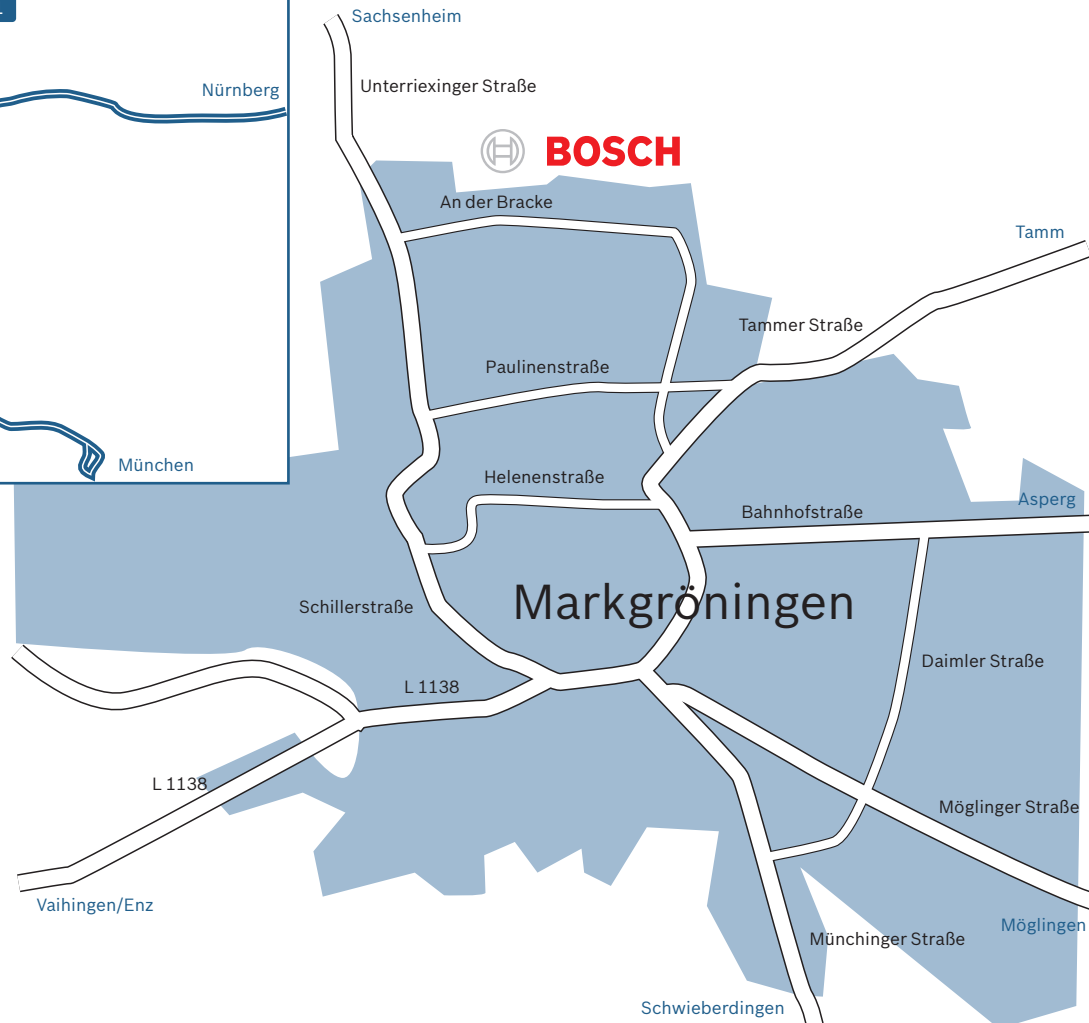 Sachsenheim
Nürnberg
Unterriexinger Straße
BOSCH
An der Bracke
Tamm
Tammer Straße
Paulinenstraße
München
Helenenstraße
Asperg
Bahnhofstraße
Markgröningen
Schillerstraße
Daimler Straße
L 1138
L 1138
Möglinger Straße
Vaihingen/Enz
Möglingen
Münchinger Straße
Schwieberdingen